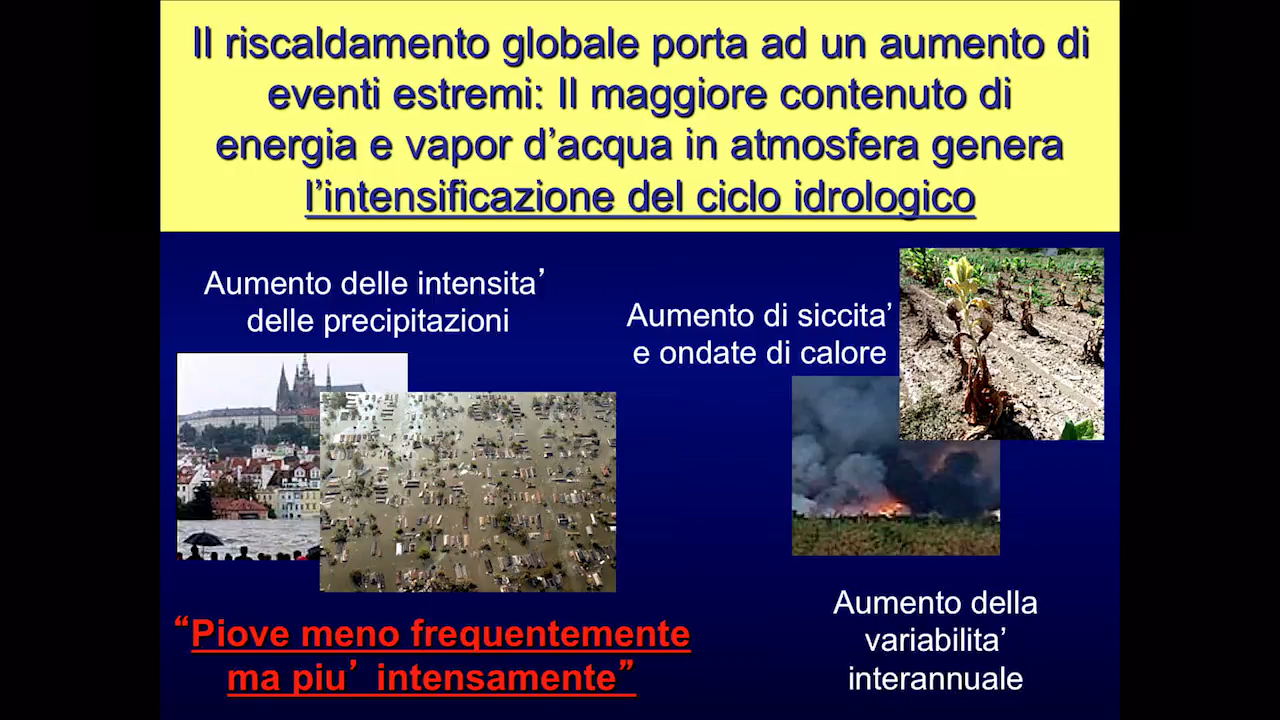 Il riscaldamento globale porta ad un aumento di
eventi estremi: Il maggiore contenuto di
energia e vapor d’acqua in atmosfera genera
l’intensificazione del ciclo idrologico
Aumento delle intensita’
delle precipitazioni
Aumento di siccita’
e ondate di calore
“Piove meno frequentemente
ma piu’ intensamente”
Aumento della
variabilita’
interannuale